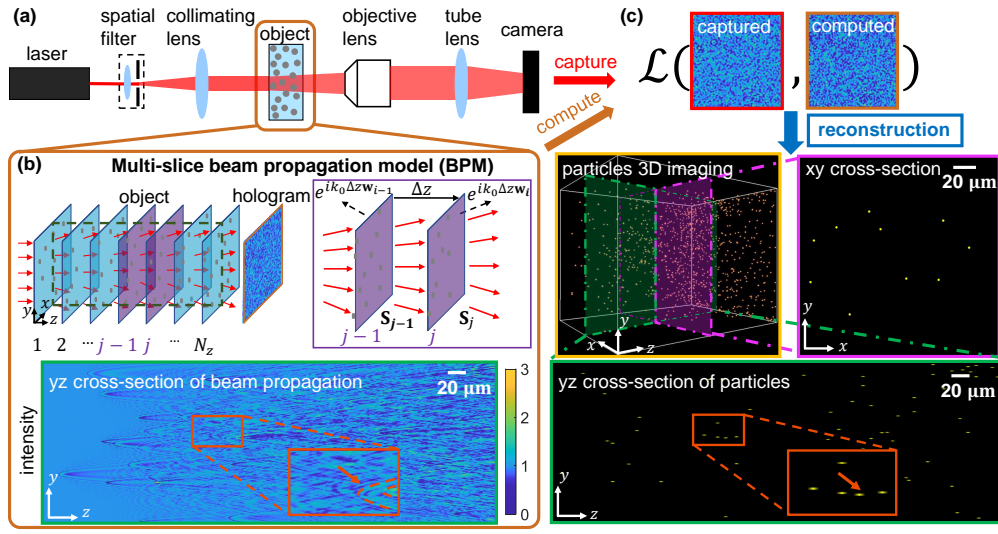 (a)
laser
spatial
filter
collimating
lens
object
objective
lens
tube
lens
camera
capture
compute
(c)
ℒ(
captured
,
computed
)
reconstruction
(b)
Multi-slice beam propagation model (BPM)
object
hologram
y
x
z
1 2 ··· j − 1 j ··· N_z
e^{ik_0Δzw_{i−1}}
Δz
e^{ik_0Δzw_i}
S_{j−1}
S_j
j − 1
j
particles 3D imaging
x
y
z
xy cross-section
20 μm
y
x
intensity
yz cross-section of beam propagation
20 μm
y
z
3
2
1
0
yz cross-section of particles
20 μm
y
z